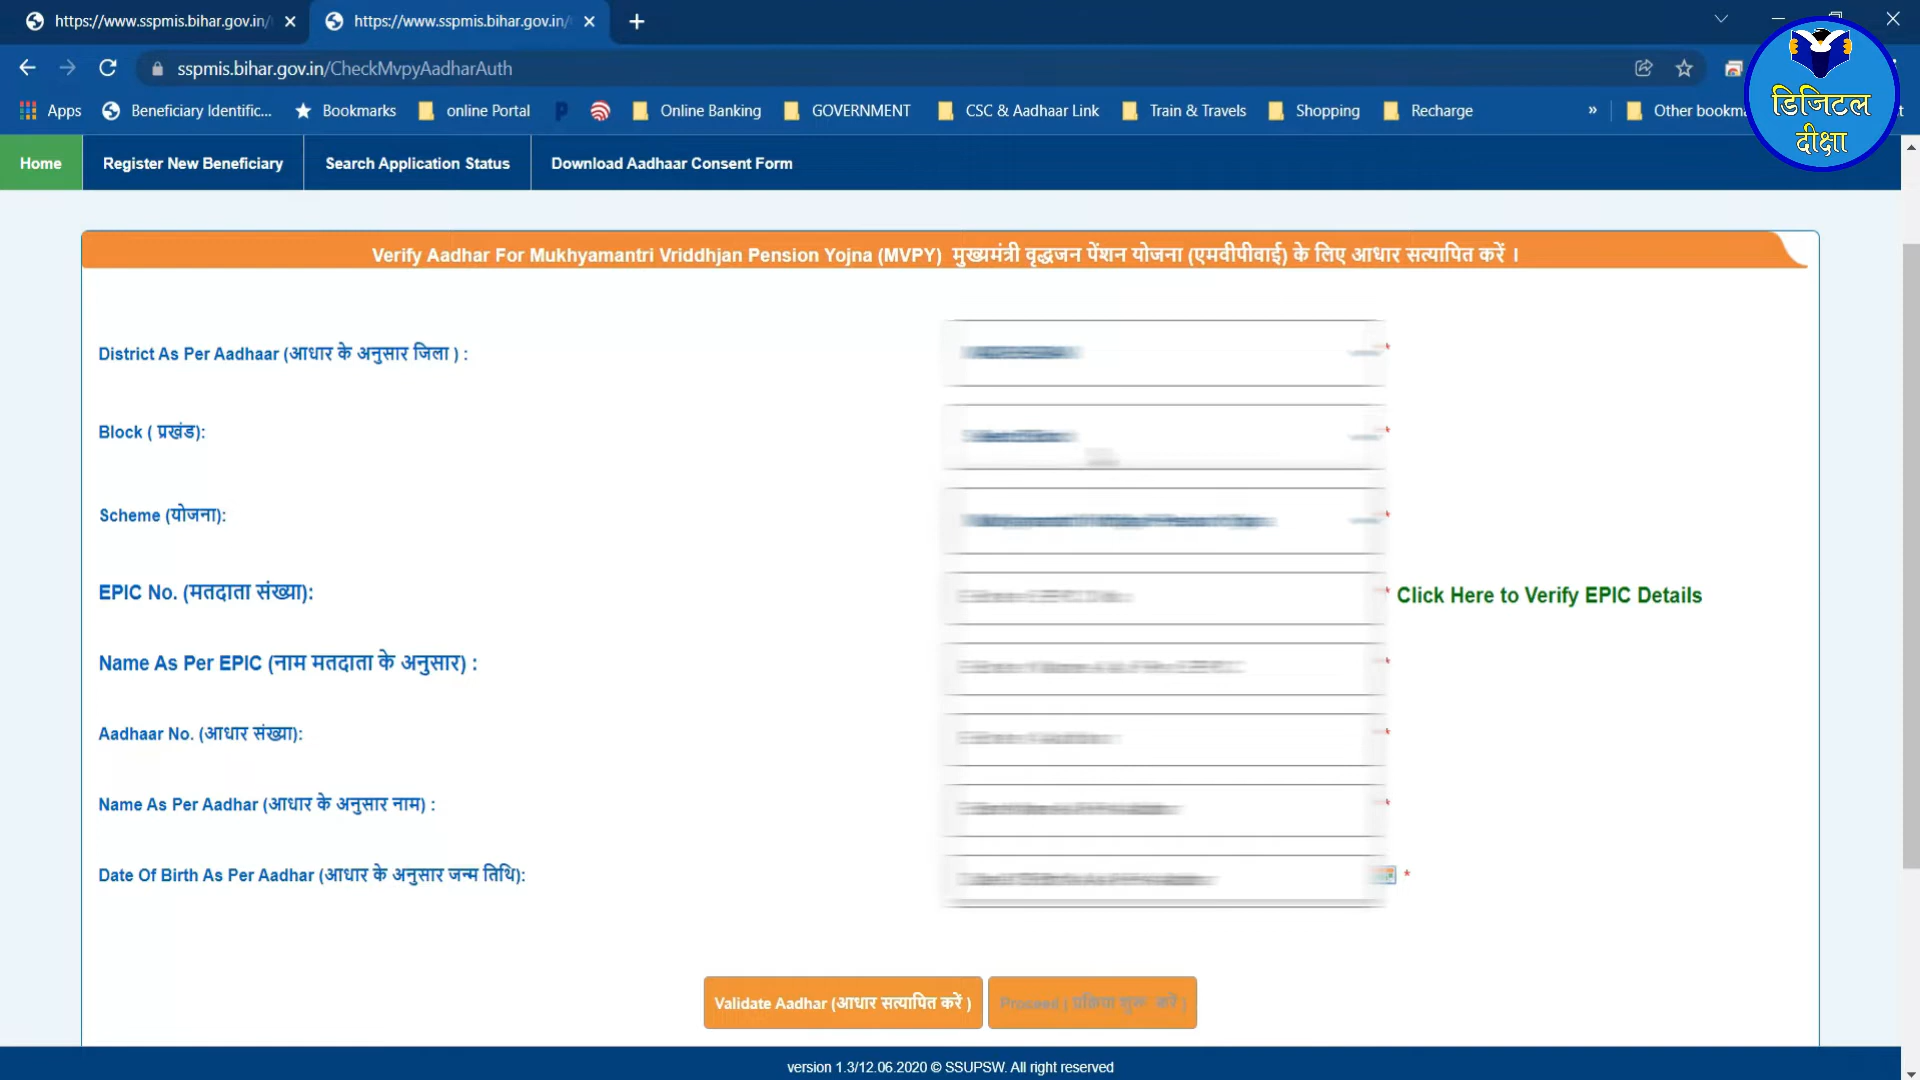 https://www.sspmis.bihar.gov.in/
https://www.sspmis.bihar.gov.in/
sspmis.bihar.gov.in/CheckMvpyAadharAuth
Apps Beneficiary Identific... Bookmarks online Portal Online Banking GOVERNMENT CSC & Aadhaar Link Train & Travels Shopping Recharge » Other bookma
डिजिटल
दीक्षा
Home Register New Beneficiary Search Application Status Download Aadhaar Consent Form
Verify Aadhar For Mukhyamantri Vriddhjan Pension Yojna (MVPY) मुख्यमंत्री वृद्धजन पेंशन योजना (एमवीपीवाई) के लिए आधार सत्यापित करें ।
District As Per Aadhaar (आधार के अनुसार जिला ) : *
Block ( प्रखंड): *
Scheme (योजना): *
EPIC No. (मतदाता संख्या): * Click Here to Verify EPIC Details
Name As Per EPIC (नाम मतदाता के अनुसार) : *
Aadhaar No. (आधार संख्या): *
Name As Per Aadhar (आधार के अनुसार नाम) : *
Date Of Birth As Per Aadhar (आधार के अनुसार जन्म तिथि): *
Validate Aadhar (आधार सत्यापित करें ) Proceed ( प्रक्रिया शुरू करें )
version 1.3/12.06.2020 © SSUPSW. All right reserved